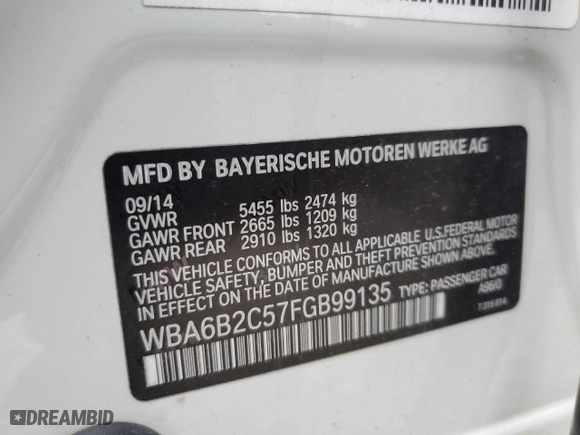 MFD BY BAYERISCHE MOTOREN WERKE AG
09/14
GVWR 5455 lbs 2474 kg
GAWR FRONT 2665 lbs 1209 kg
GAWR REAR 2910 lbs 1320 kg
THIS VEHICLE CONFORMS TO ALL APPLICABLE U.S.FEDERAL MOTOR
VEHICLE SAFETY, BUMPER AND THEFT PREVENTION STANDARDS
IN EFFECT ON THE DATE OF MANUFACTURE SHOWN ABOVE.
WBA6B2C57FGB99135 TYPE: PASSENGER CAR
A96/0
DREAMBID